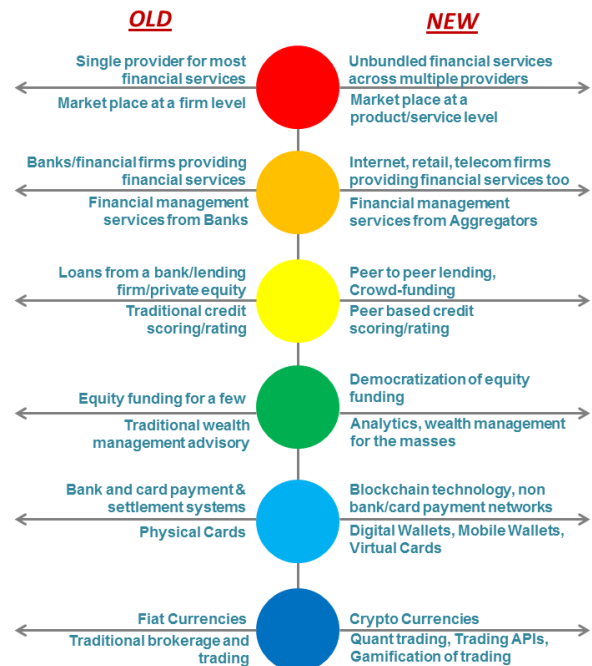 OLD
NEW
Single provider for most
financial services
Unbundled financial services
across multiple providers
Market place at a firm level
Market place at a
product/service level
Banks/financial firms providing
financial services
Internet, retail, telecom firms
providing financial services too
Financial management
services from Banks
Financial management
services from Aggregators
Loans from a bank/lending
firm/private equity
Peer to peer lending,
Crowd-funding
Traditional credit
scoring/rating
Peer based credit
scoring/rating
Equity funding for a few
Democratization of equity
funding
Traditional wealth
management advisory
Analytics, wealth management
for the masses
Bank and card payment &
settlement systems
Blockchain technology, non
bank/card payment networks
Physical Cards
Digital Wallets, Mobile Wallets,
Virtual Cards
Fiat Currencies
Crypto Currencies
Traditional brokerage and
trading
Quant trading, Trading APIs,
Gamification of trading